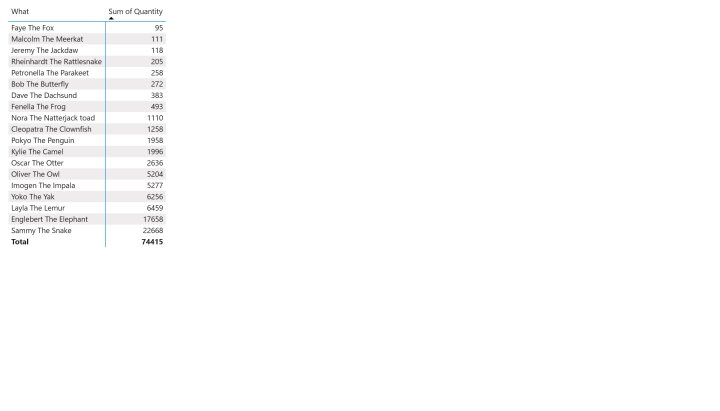 What Sum of Quantity
Faye The Fox 95
Malcolm The Meerkat 111
Jeremy The Jackdaw 118
Rheinhardt The Rattlesnake 205
Petronella The Parakeet 258
Bob The Butterfly 272
Dave The Dachsund 383
Fenella The Frog 493
Nora The Natterjack toad 1110
Cleopatra The Clownfish 1258
Pokyo The Penguin 1958
Kylie The Camel 1996
Oscar The Otter 2636
Oliver The Owl 5204
Imogen The Impala 5277
Yoko The Yak 6256
Layla The Lemur 6459
Englebert The Elephant 17658
Sammy The Snake 22668
Total 74415